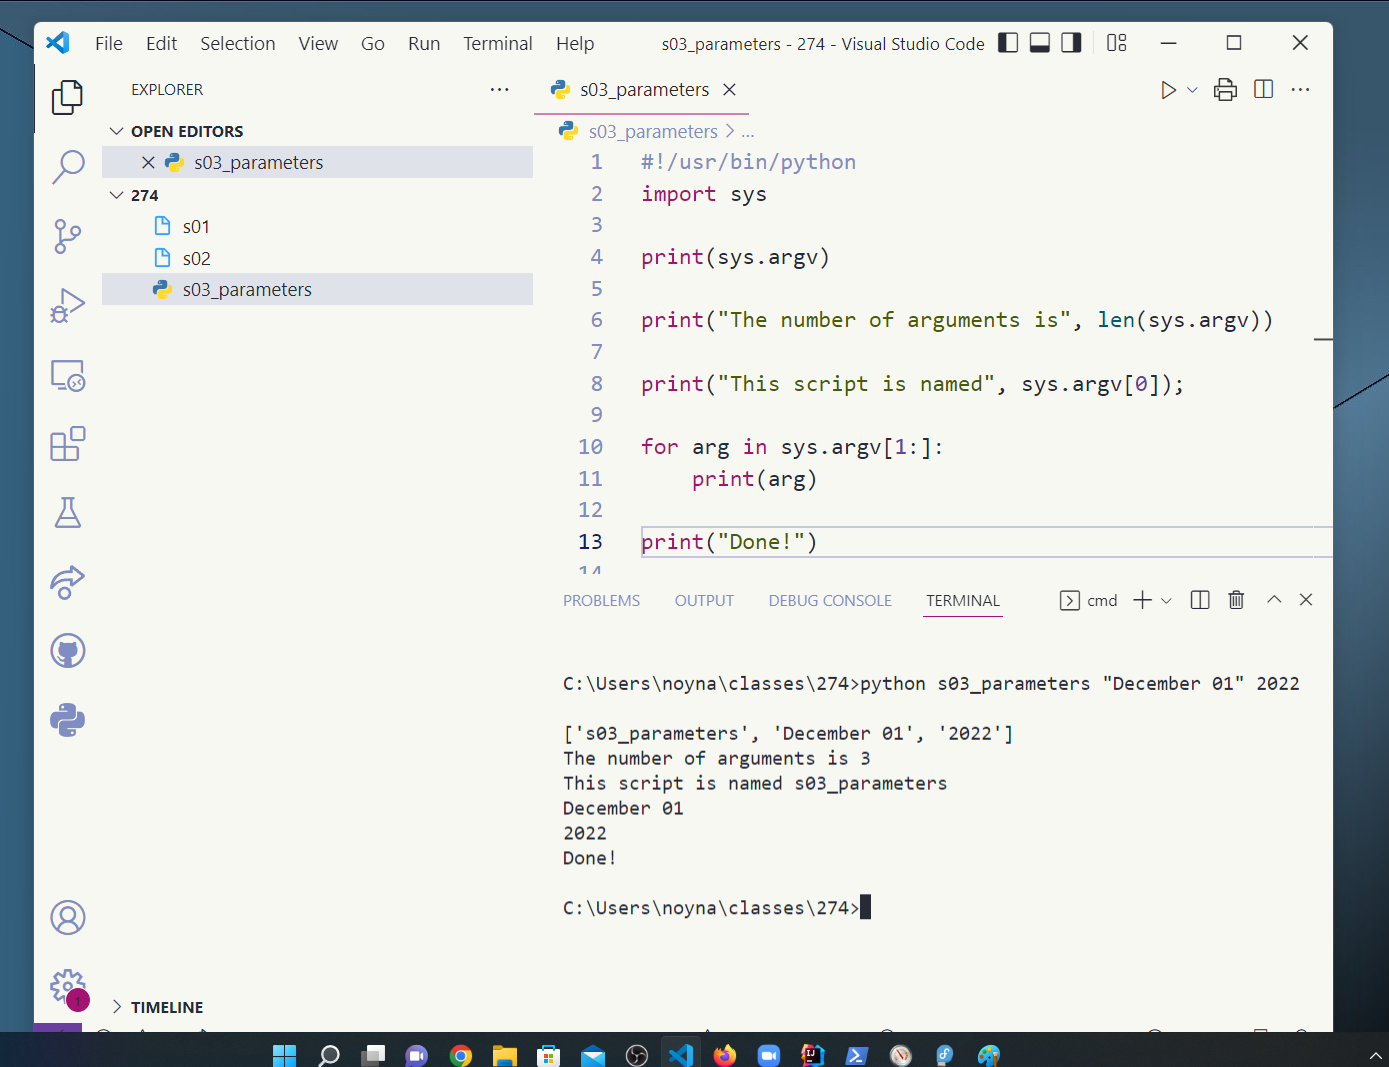 File Edit Selection View Go Run Terminal Help s03_parameters - 274 - Visual Studio Code
EXPLORER
OPEN EDITORS
s03_parameters
274
s01
s02
s03_parameters
TIMELINE
1
s03_parameters
s03_parameters > ...
1 #!/usr/bin/python
2 import sys
3
4 print(sys.argv)
5
6 print("The number of arguments is", len(sys.argv))
7
8 print("This script is named", sys.argv[0]);
9
10 for arg in sys.argv[1:]:
11     print(arg)
12
13 print("Done!")
14
PROBLEMS OUTPUT DEBUG CONSOLE TERMINAL cmd
C:\Users\noyna\classes\274>python s03_parameters "December 01" 2022
['s03_parameters', 'December 01', '2022']
The number of arguments is 3
This script is named s03_parameters
December 01
2022
Done!
C:\Users\noyna\classes\274>